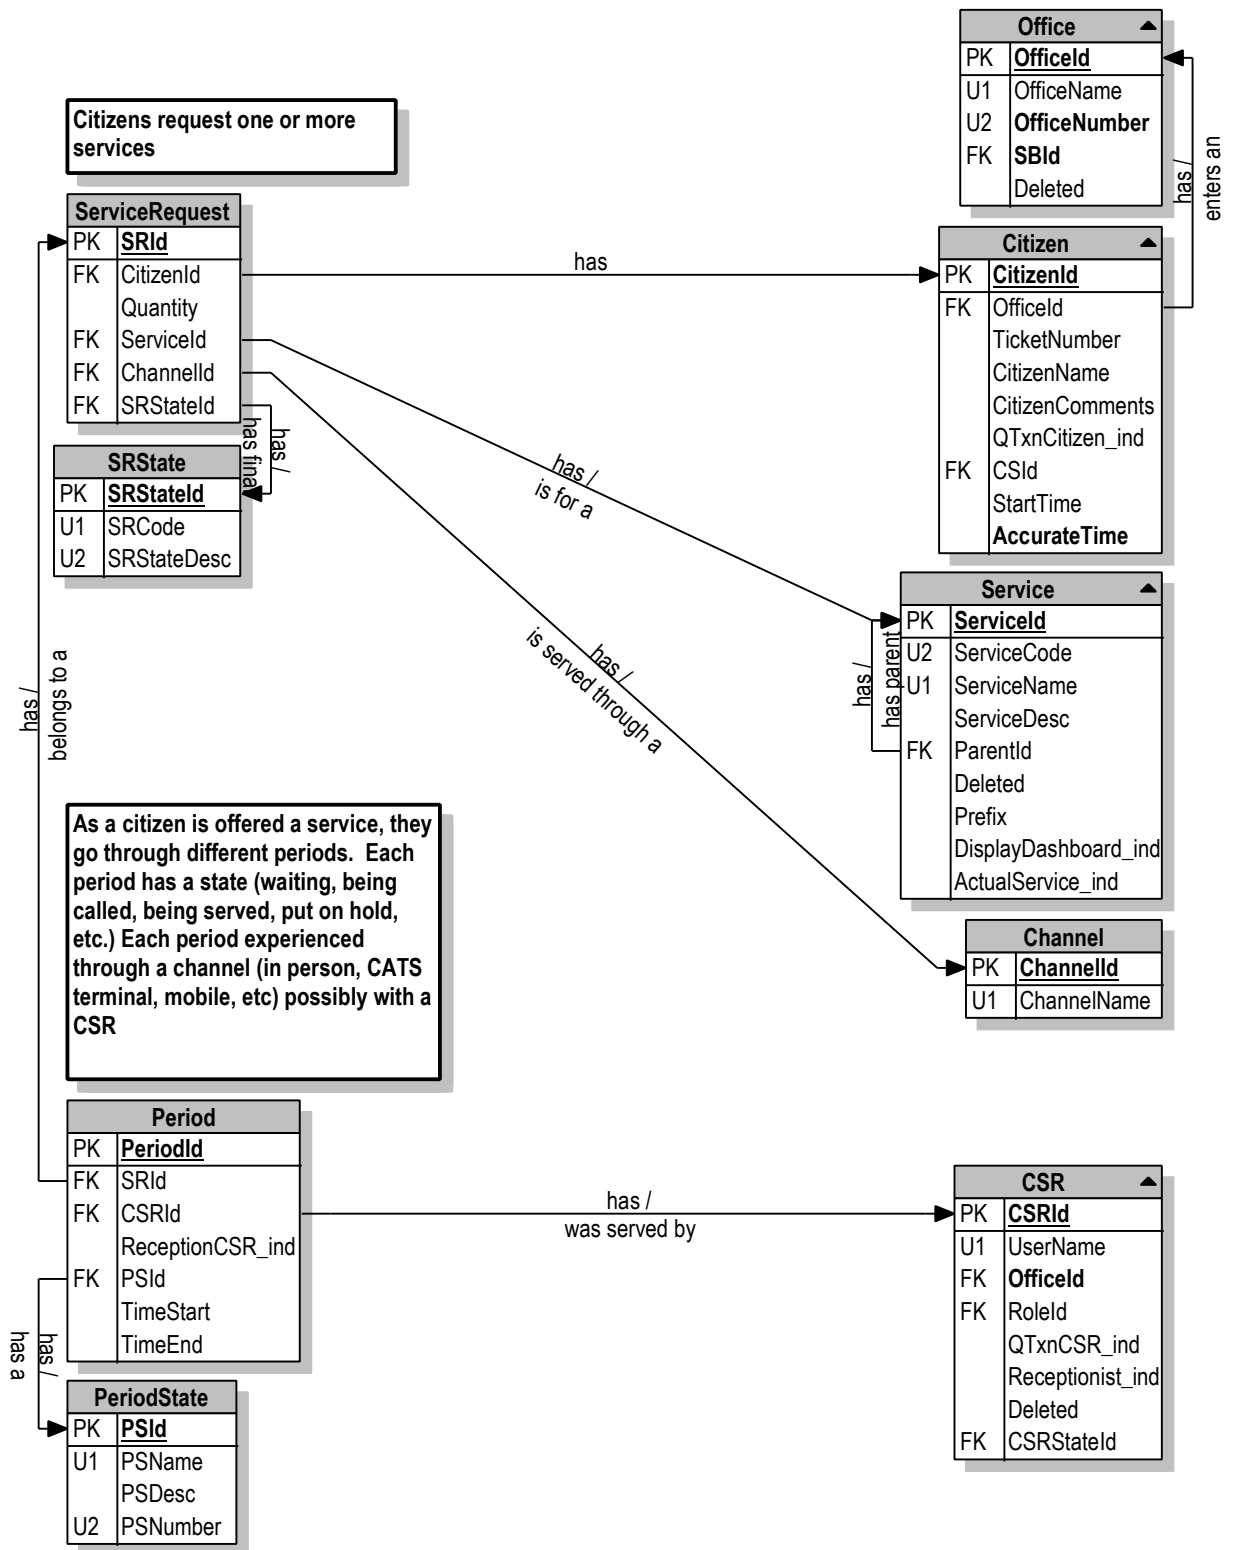 Office
PK OfficeId
U1 OfficeName
U2 OfficeNumber
FK SBId
Deleted
has /
enters an
Citizens request one or more
services
ServiceRequest
PK SRId
FK CitizenId
Quantity
FK ServiceId
FK ChannelId
FK SRStateId
has
Citizen
PK CitizenId
FK OfficeId
TicketNumber
CitizenName
CitizenComments
QTxnCitizen_ind
FK CSId
StartTime
AccurateTime
has /
has final
SRState
PK SRStateId
U1 SRCode
U2 SRStateDesc
has /
is for a
has /
is served through a
Service
PK ServiceId
U2 ServiceCode
U1 ServiceName
ServiceDesc
FK ParentId
Deleted
Prefix
DisplayDashboard_ind
ActualService_ind
has /
has parent
has /
belongs to a
As a citizen is offered a service, they
go through different periods. Each
period has a state (waiting, being
called, being served, put on hold,
etc.) Each period experienced
through a channel (in person, CATS
terminal, mobile, etc) possibly with a
CSR
Channel
PK ChannelId
U1 ChannelName
Period
PK PeriodId
FK SRId
FK CSRId
ReceptionCSR_ind
FK PSId
TimeStart
TimeEnd
has /
was served by
CSR
PK CSRId
U1 UserName
FK OfficeId
FK RoleId
QTxnCSR_ind
Receptionist_ind
Deleted
FK CSRStateId
has /
has a
PeriodState
PK PSId
U1 PSName
PSDesc
U2 PSNumber